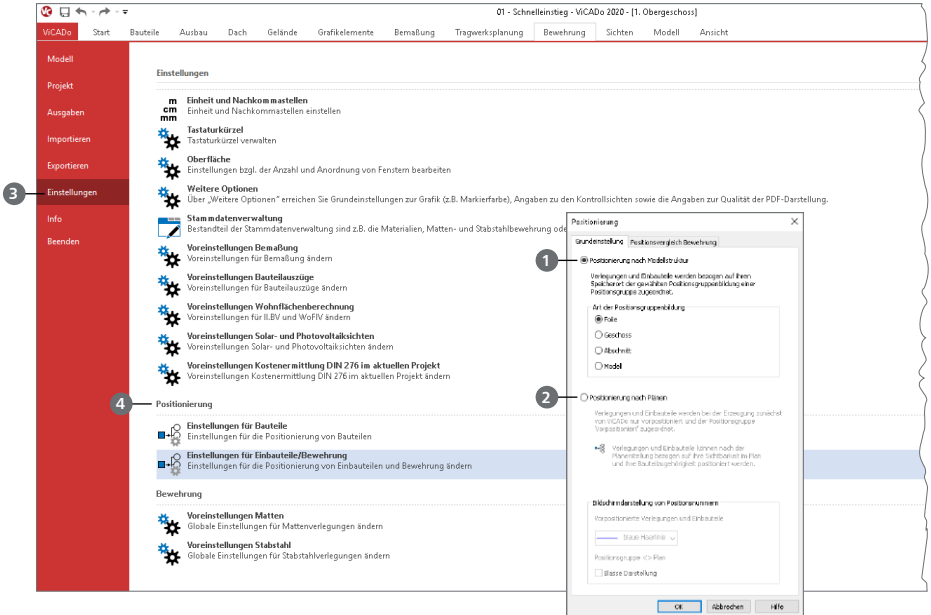 01 - Schnelleinstieg - ViCADo 2020 - [1. Obergeschoss]
ViCADo Start Bauteile Ausbau Dach Gelände Grafikelemente Bemaßung Tragwerksplanung Bewehrung Sichten Modell Ansicht
Modell
Projekt
Ausgaben
Importieren
Exportieren
3
Einstellungen
Info
Beenden
Einstellungen
m
cm
mm
Einheit und Nachkommastellen
Einheit und Nachkommastellen einstellen
Tastaturkürzel
Tastaturkürzel verwalten
Oberfläche
Einstellungen bzgl. der Anzahl und Anordnung von Fenstern bearbeiten
Weitere Optionen
Über „Weitere Optionen“ erreichen Sie Grundeinstellungen zur Grafik (z.B. Markierfarbe), Angaben zu den Kontrollsichten sowie die Angaben zur Qualität der PDF-Darstellung.
Stammdatenverwaltung
Bestandteil der Stammdatenverwaltung sind z.B. die Materialien, Matten- und Stabstahlbewehrung ode
Voreinstellungen Bemaßung
Voreinstellungen für Bemaßung ändern
Voreinstellungen Bauteilauszüge
Voreinstellungen für Bauteilauszüge ändern
Voreinstellungen Wohnflächenberechnung
Voreinstellungen für II.BV und WoFlV ändern
Voreinstellungen Solar- und Photovoltaiksichten
Voreinstellungen Solar- und Photovoltaiksichten ändern
Voreinstellungen Kostenermittlung DIN 276 im aktuellen Projekt
Voreinstellungen Kostenermittlung DIN 276 im aktuellen Projekt ändern
4
Positionierung
Einstellungen für Bauteile
Einstellungen für die Positionierung von Bauteilen
Einstellungen für Einbauteile/Bewehrung
Einstellungen für die Positionierung von Einbauteilen und Bewehrung ändern
Bewehrung
Voreinstellungen Matten
Globale Einstellungen für Mattenverlegungen ändern
Voreinstellungen Stabstahl
Globale Einstellungen für Stabstahlverlegungen ändern
Positionierung
Grundeinstellung Positionsvergleich Bewehrung
1
Positionierung nach Modellstruktur
Verlegungen und Einbauteile werden bezogen auf ihren
Speicherort der gewählten Positionsgruppenbildung einer
Positionsgruppe zugeordnet.
Art der Positionsgruppenbildung
Folie
Geschoss
Abschnitt
Modell
2
Positionierung nach Plänen
Verlegungen und Einbauteile werden bei der Erzeugung zunächst
von ViCADo nur vorpositioniert und der Positionsgruppe
'Vorpositioniert' zugeordnet.
Verlegungen und Einbauteile können nach der
Planerstellung bezogen auf ihre Sichtbarkeit im Plan
und ihre Bauteilzugehörigkeit positioniert werden.
Bildschirmdarstellung von Positionsnummern
Vorpositionierte Verlegungen und Einbauteile
Blaue Haarlinie
Positionsgruppe <> Plan
Blasse Darstellung
OK Abbrechen Hilfe